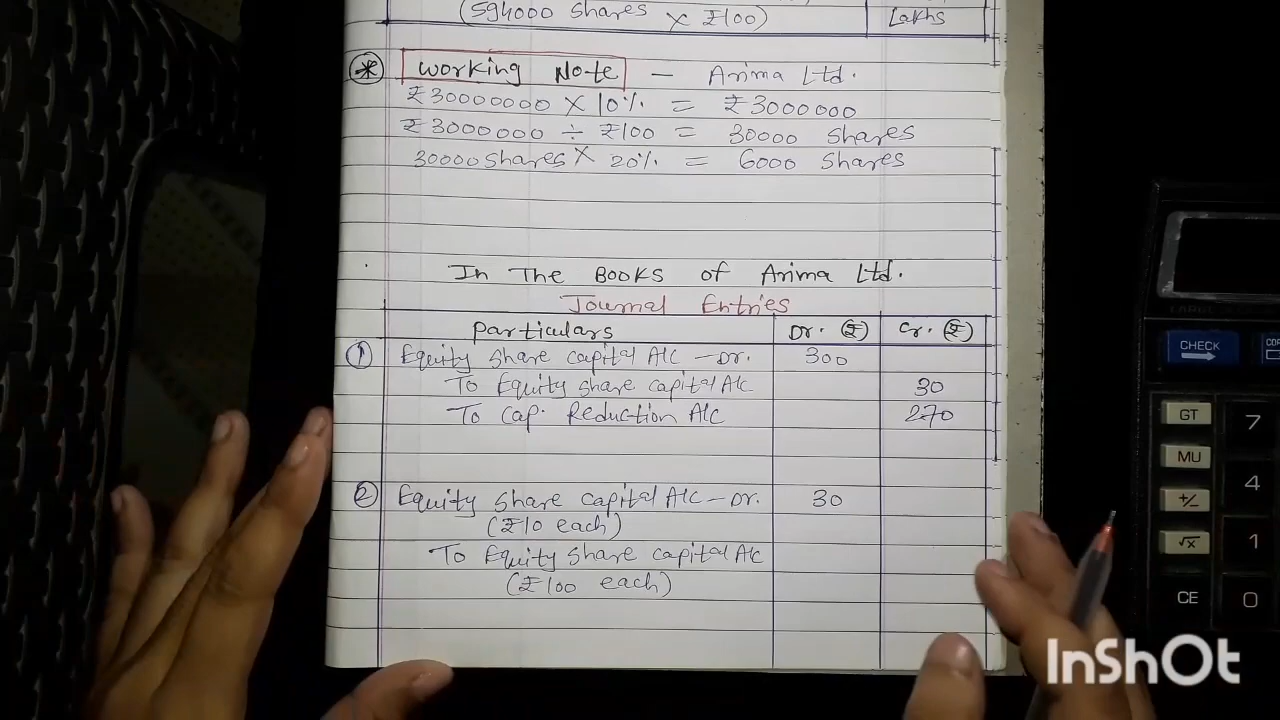 (594000 shares × ₹100)
Lakhs
* Working Note — Arima Ltd.
₹30000000 × 10% = ₹3000000
₹3000000 ÷ ₹100 = 30000 shares
30000 shares × 20% = 6000 shares
In The Books of Arima Ltd.
Journal Entries
particulars Dr. (₹) Cr. (₹)
① Equity share capital A/c – Dr. 300
To Equity share capital A/c 30
To Cap. Reduction A/c 270
② Equity share capital A/c – Dr. 30
(₹10 each)
To Equity share capital A/c
(₹100 each)
CHECK
GT
MU
+/-
√x
CE
7
4
1
0
InShOt